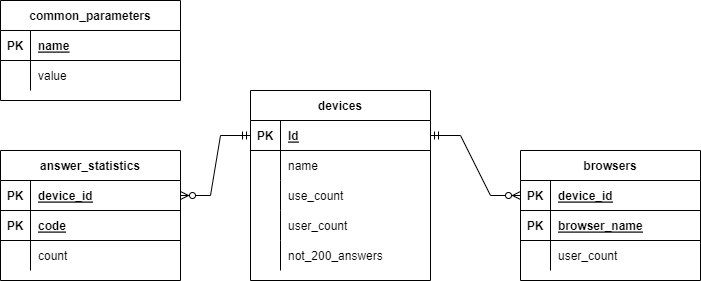 common_parameters
PK name
value
devices
PK Id
name
use_count
user_count
not_200_answers
answer_statistics
PK device_id
PK code
count
browsers
PK device_id
PK browser_name
user_count